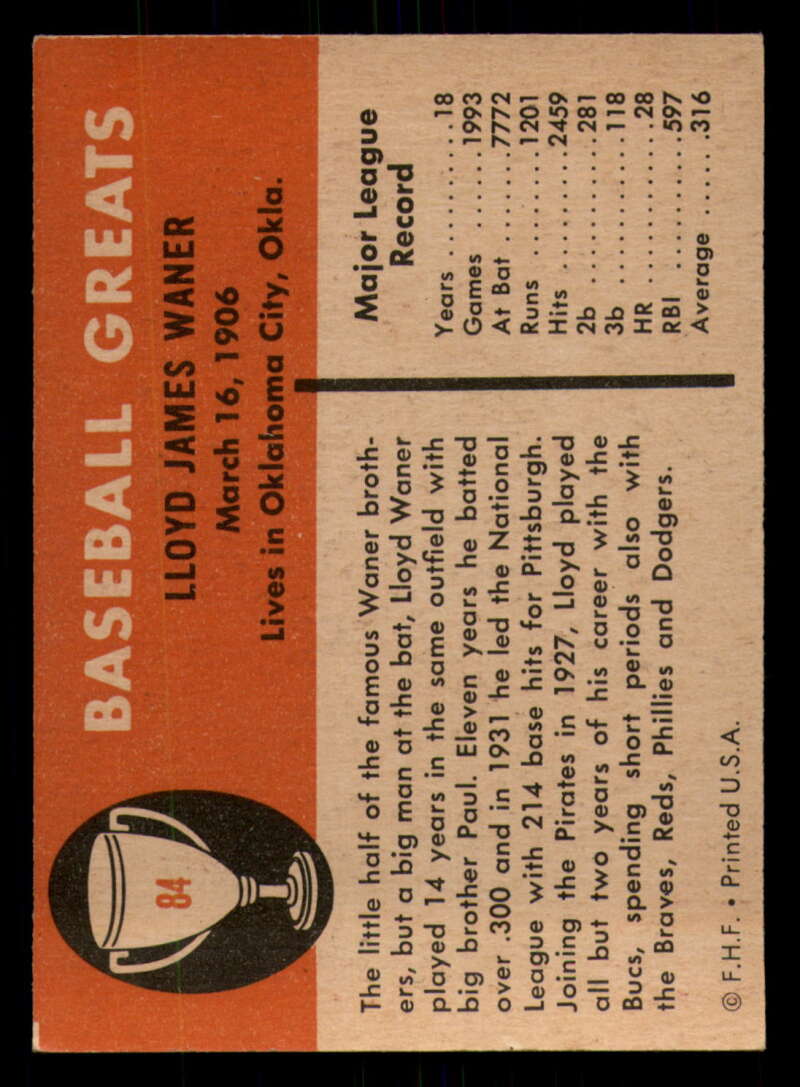 BASEBALL GREATS
LLOYD JAMES WANER
March 16, 1906
Lives in Oklahoma City, Okla.
84
The little half of the famous Waner broth-
ers, but a big man at the bat, Lloyd Waner
played 14 years in the same outfield with
big brother Paul. Eleven years he batted
over .300 and in 1931 he led the National
League with 214 base hits for Pittsburgh.
Joining the Pirates in 1927, Lloyd played
all but two years of his career with the
Bucs, spending short periods also with
the Braves, Reds, Phillies and Dodgers.
Major League
Record
Years ..........18
Games .......1993
At Bat ........7772
Runs ........1201
Hits ..........2459
2b ...........281
3b ...........118
HR ..........28
RBI ..........597
Average ......316
© F.H.F. • Printed U.S.A.